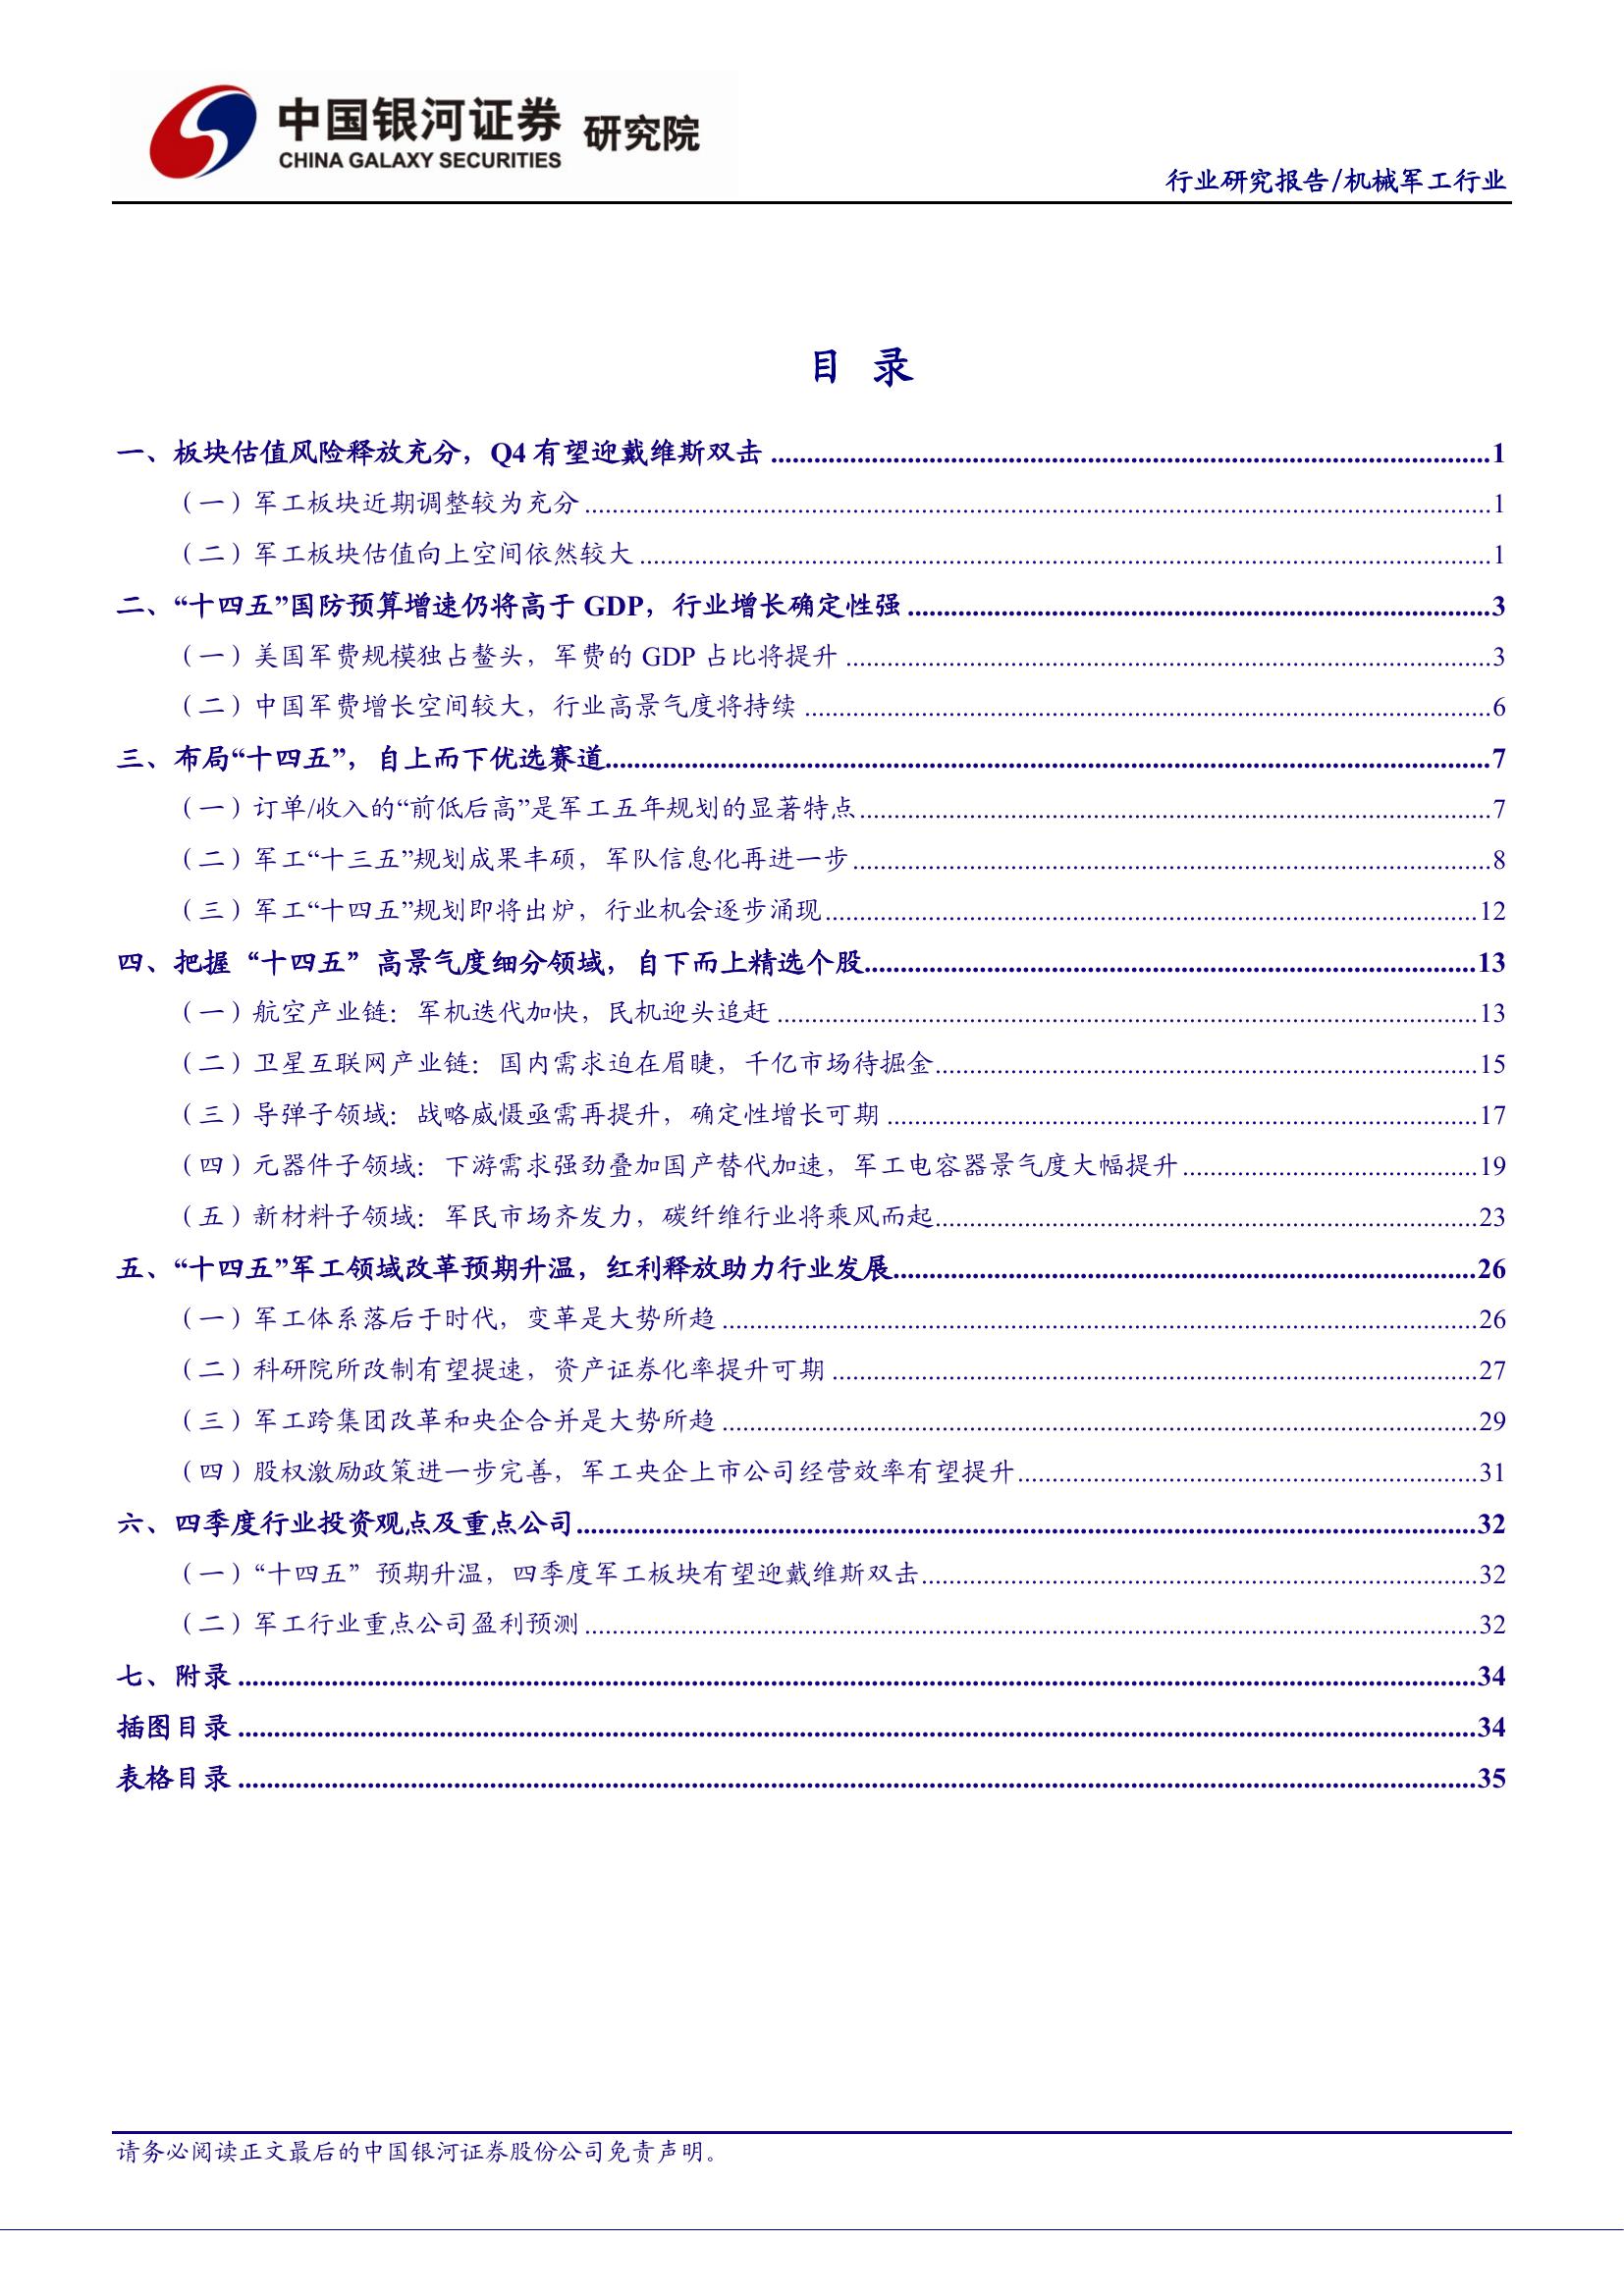 中国银河证券 研究院
CHINA GALAXY SECURITIES
行业研究报告/机械军工行业
目 录
一、板块估值风险释放充分，Q4 有望迎戴维斯双击 ........ 1
（一）军工板块近期调整较为充分 ........ 1
（二）军工板块估值向上空间依然较大 ........ 1
二、“十四五”国防预算增速仍将高于 GDP，行业增长确定性强 ........ 3
（一）美国军费规模独占鳌头，军费的 GDP 占比将提升 ........ 3
（二）中国军费增长空间较大，行业高景气度将持续 ........ 6
三、布局“十四五”，自上而下优选赛道 ........ 7
（一）订单/收入的“前低后高”是军工五年规划的显著特点 ........ 7
（二）军工“十三五”规划成果丰硕，军队信息化再进一步 ........ 8
（三）军工“十四五”规划即将出炉，行业机会逐步涌现 ........ 12
四、把握“十四五”高景气度细分领域，自下而上精选个股 ........ 13
（一）航空产业链：军机迭代加快，民机迎头追赶 ........ 13
（二）卫星互联网产业链：国内需求迫在眉睫，千亿市场待掘金 ........ 15
（三）导弹子领域：战略威慑亟需再提升，确定性增长可期 ........ 17
（四）元器件子领域：下游需求强劲叠加国产替代加速，军工电容器景气度大幅提升 ........ 19
（五）新材料子领域：军民市场齐发力，碳纤维行业将乘风而起 ........ 23
五、“十四五”军工领域改革预期升温，红利释放助力行业发展 ........ 26
（一）军工体系落后于时代，变革是大势所趋 ........ 26
（二）科研院所改制有望提速，资产证券化率提升可期 ........ 27
（三）军工跨集团改革和央企合并是大势所趋 ........ 29
（四）股权激励政策进一步完善，军工央企上市公司经营效率有望提升 ........ 31
六、四季度行业投资观点及重点公司 ........ 32
（一）“十四五”预期升温，四季度军工板块有望迎戴维斯双击 ........ 32
（二）军工行业重点公司盈利预测 ........ 32
七、附录 ........ 34
插图目录 ........ 34
表格目录 ........ 35
请务必阅读正文最后的中国银河证券股份公司免责声明。